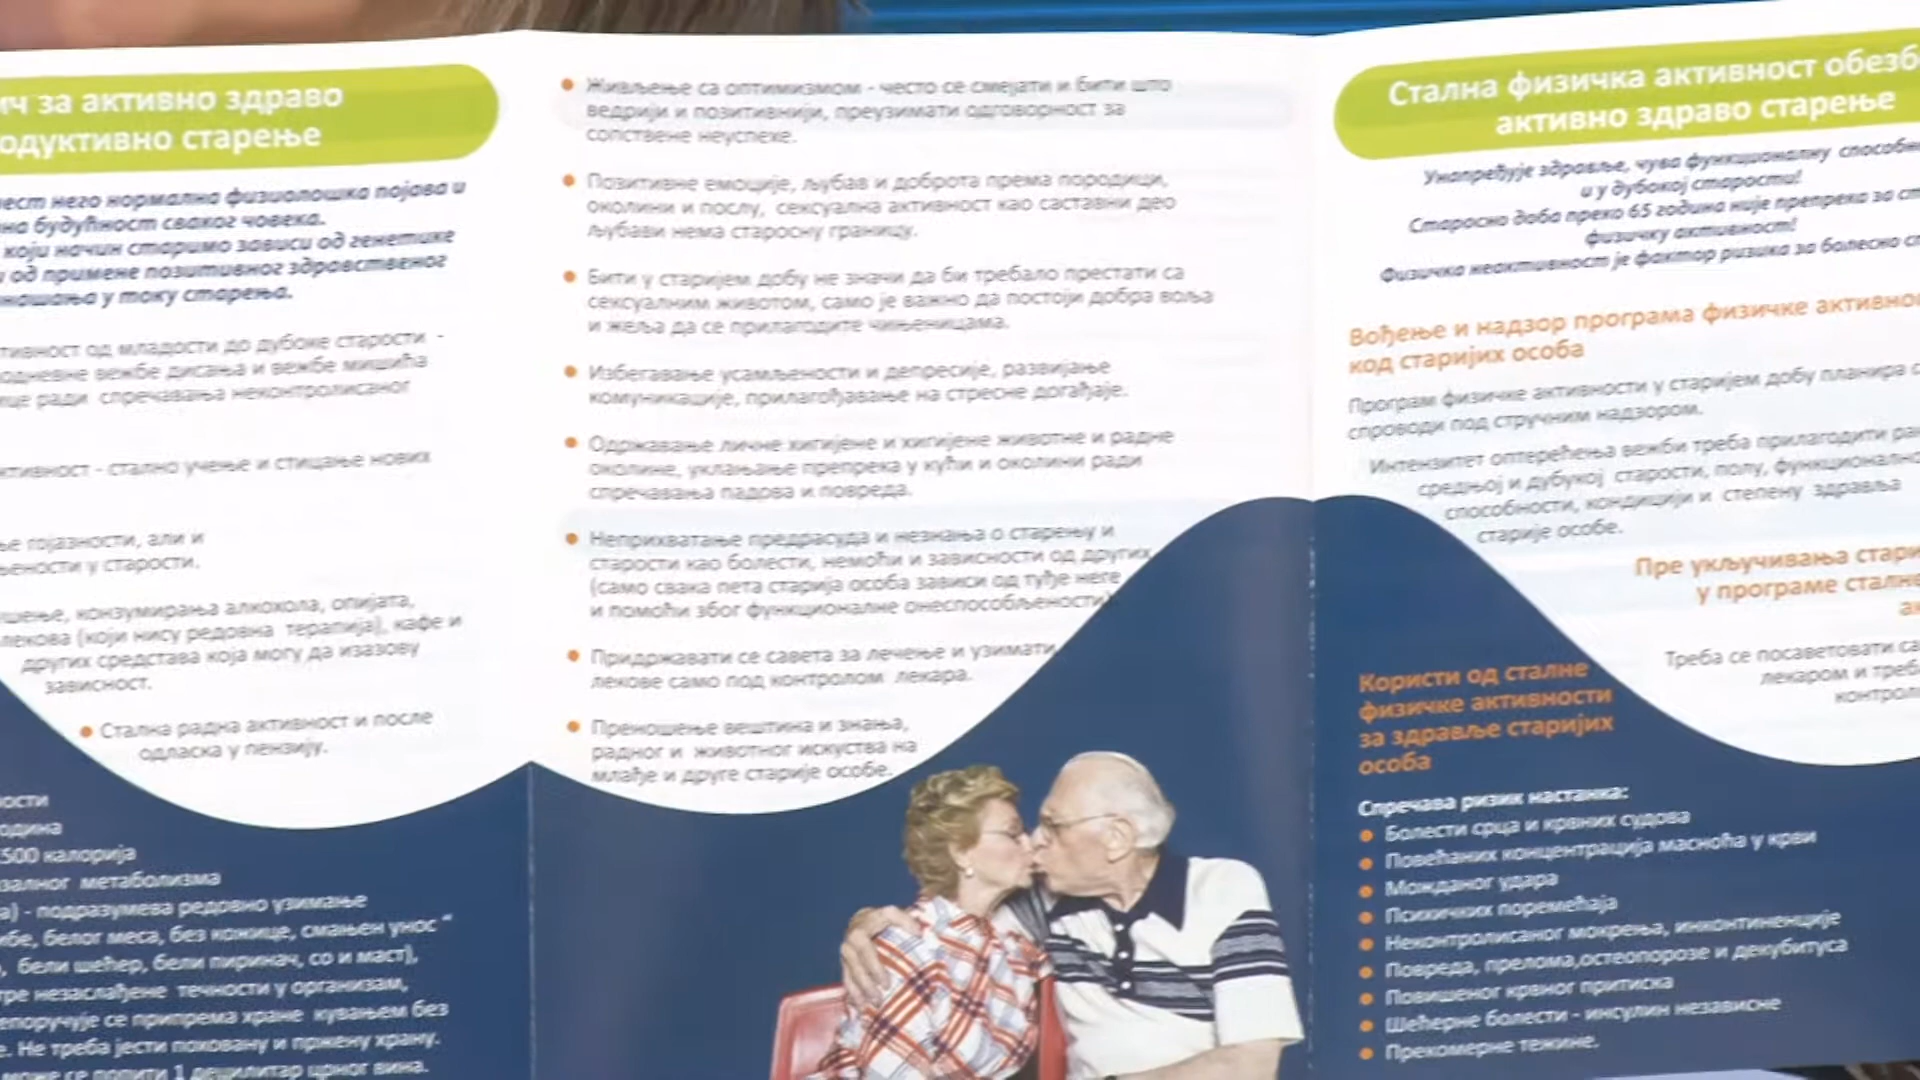 ич за активно здраво
одуктивно старење
ест него нормална физиолошка појава и
на будућност сваког човека.
који начин старимо зависи од генетике
и од примене позитивног здравственог
нашања у току старења.
тивност од младости до дубоке старости -
одневне вежбе дисања и вежбе мишића
ице ради спречавања неконтролисаног
ктивност - стално учење и стицање нових
ње гојазности, али и
њености у старости.
шење, конзумирања алкохола, опијата,
лекова (који нису редовна терапија), кафе и
других средстава која могу да изазову
зависност.
• Стална радна активност и после
одласка у пензију.
ости
один
500 калорија
залног метаболизма
а) - подразумева редовно узимање
ибе, белог меса, без кожице, смањен унос "
, бели шећер, бели пиринач, со и маст),
тре незаслађене течности у организам,
епоручује се припрема хране кувањем без
е. Не треба јести поховану и пржену храну.
може се попити 1 децилитар црног вина.
• Живљење са оптимизмом - често се смејати и бити што
ведрији и позитивнији, преузимати одговорност за
сопствене неуспехе.
• Позитивне емоције, љубав и доброта према породици,
околини и послу, сексуална активност као саставни део
љубави нема старосну границу.
• Бити у старијем добу не значи да би требало престати са
сексуалним животом, само је важно да постоји добра воља
и жеља да се прилагодите чињеницама.
• Избегавање усамљености и депресије, развијање
комуникације, прилагођавање на стресне догађаје.
• Одржавање личне хигијене и хигијене животне и радне
околине, уклањање препрека у кући и околини ради
спречавања падова и повреда.
• Неприхватање предрасуда и незнања о старењу и
старости као болести, немоћи и зависности од других
(само свака пета старија особа зависи од туђе неге
и помоћи због функционалне онеспособљености)
• Придржавати се савета за лечење и узимати
лекове само под контролом лекара.
• Преношење вештина и знања,
радног и животног искуства на
млађе и друге старије особе.
Стална физичка активност обезб
активно здраво старење
Унапређује здравље, чува функционалну способн
и у дубокој старости!
Старосно доба преко 65 година није препрека за ст
физичку активност!
Физичка неактивност је фактор ризика за болесно с
Вођење и надзор програма физичке активно
код старијих особа
Програм физичке активности у старијем добу планира
спроводи под стручним надзором.
Интензитет оптерећења вежби треба прилагодити ра
средњој и дубукој старости, полу, функционално
способности, кондицији и степену здравља
старије особе.
Пре укључивања стари
у програме сталне
ак
Треба се посаветовати са
лекаром и треб
контрол
Користи од сталне
физичке активности
за здравље старијих
особа
Спречава ризик настанка:
• Болести срца и крвних судова
• Повећаних концентрација масноћа у крви
• Можданог удара
• Психичких поремећаја
• Неконтролисаног мокрења, инконтиненције
• Повреда, прелома,остеопорозе и декубитуса
• Повишеног крвног притиска
• Шећерне болести - инсулин независне
• Прекомерне тежине.